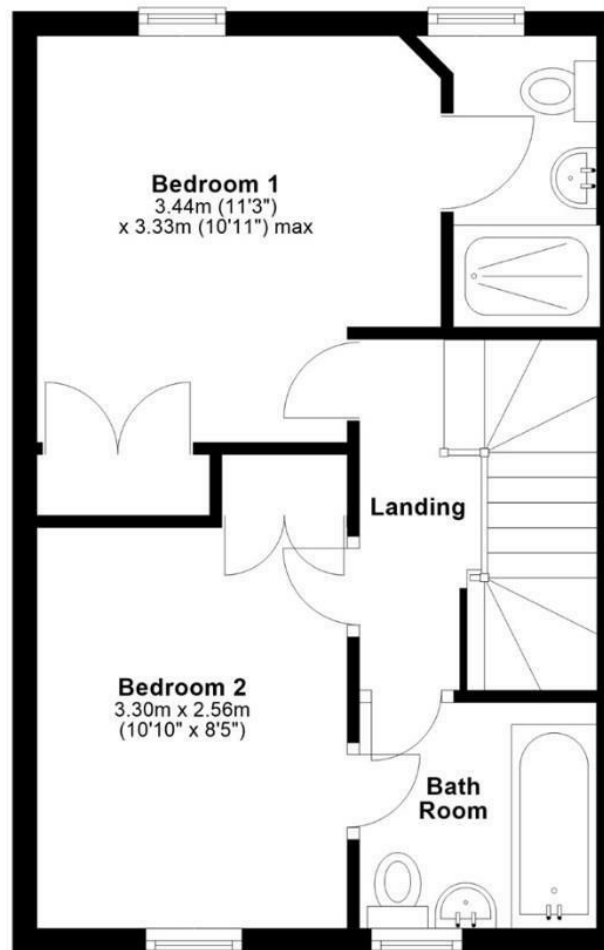 Bedroom 1
3.44m (11'3")
x 3.33m (10'11") max
Landing
Bedroom 2
3.30m x 2.56m
(10'10" x 8'5")
Bath
Room